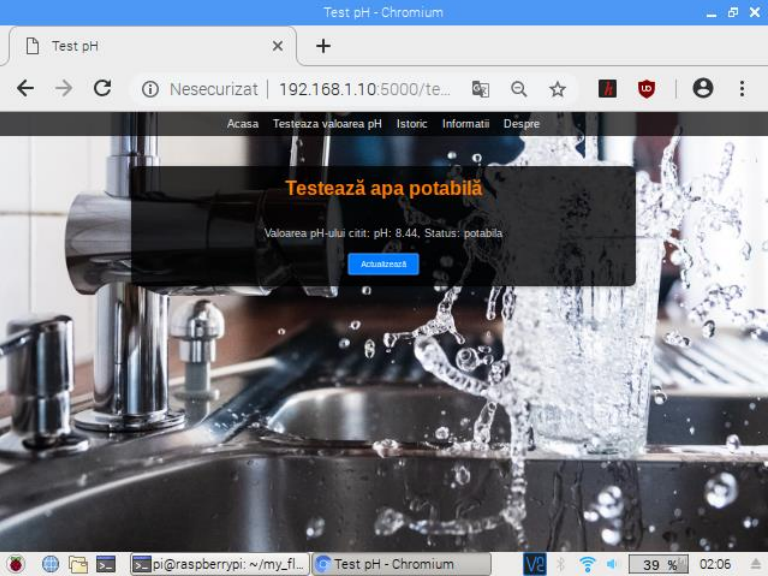 Test pH - Chromium
Test pH
Nesecurizat | 192.168.1.10:5000/te...
Acasa Testeaza valoarea pH Istoric Informatii Despre
Testează apa potabilă
Valoarea pH-ului citit: pH: 8.44, Status: potabila
Actualizează
pi@raspberrypi: ~/my_fl... Test pH - Chromium 39 % 02:06